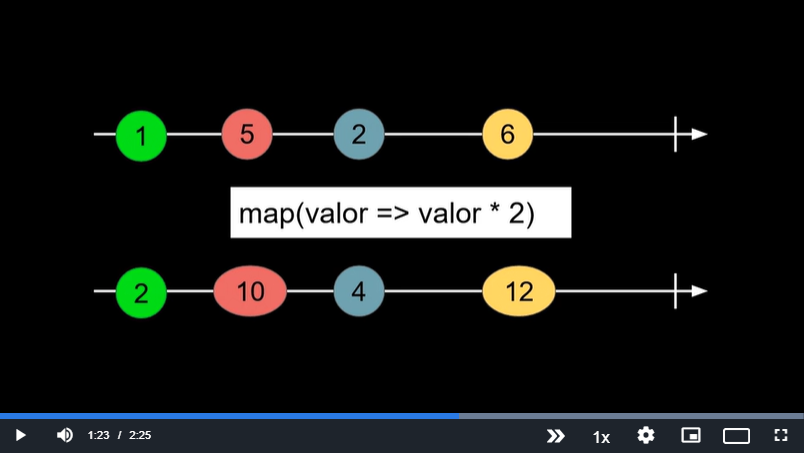 1 5 2 6
map(valor => valor * 2)
2 10 4 12
1:23 / 2:25 1x